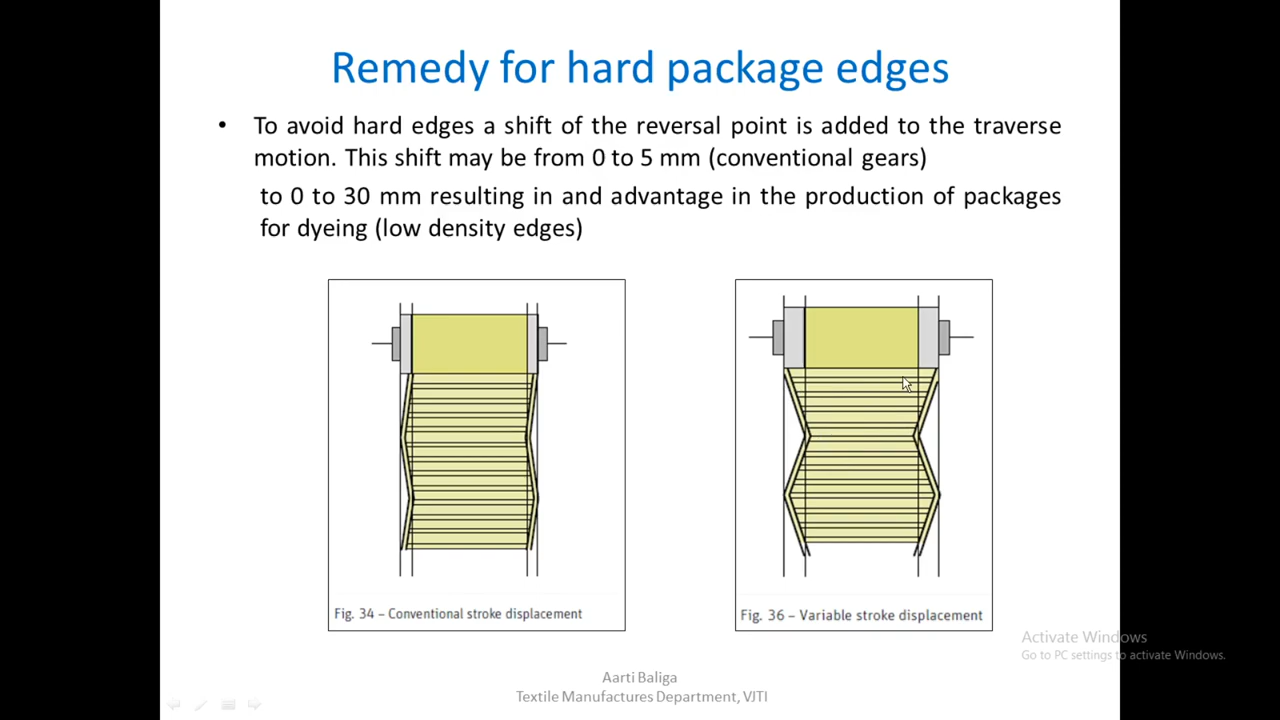 Remedy for hard package edges
• To avoid hard edges a shift of the reversal point is added to the traverse
motion. This shift may be from 0 to 5 mm (conventional gears)
to 0 to 30 mm resulting in and advantage in the production of packages
for dyeing (low density edges)
Fig. 34 – Conventional stroke displacement
Fig. 36 – Variable stroke displacement
Activate Windows
Go to PC settings to activate Windows.
Aarti Baliga
Textile Manufactures Department, VJTI